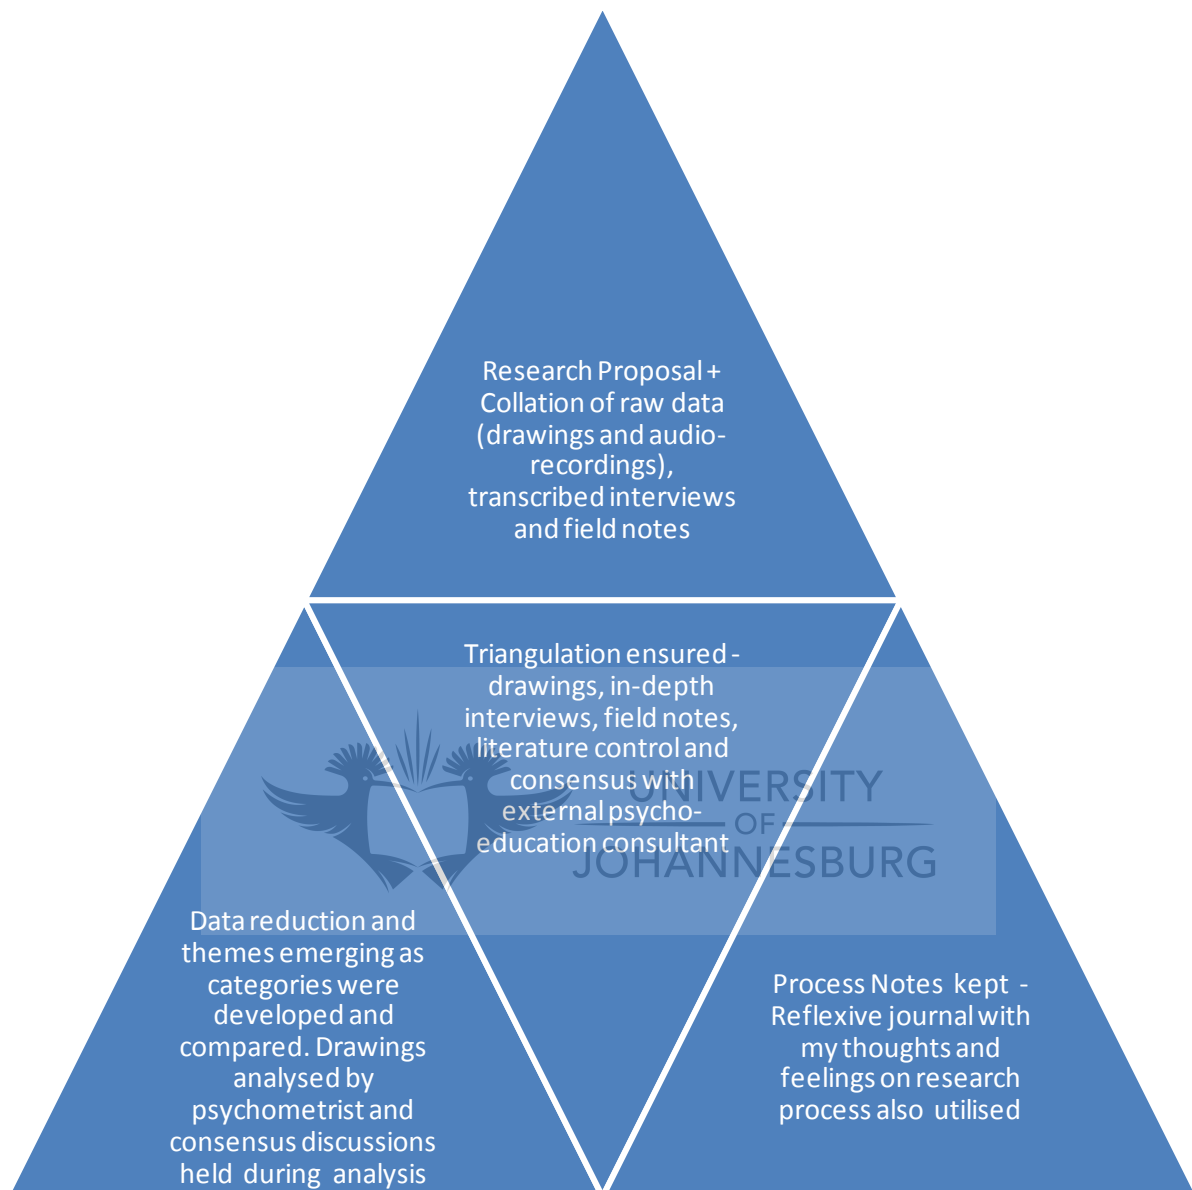 Research Proposal +
Collation of raw data
(drawings and audio-
recordings),
transcribed interviews
and field notes
Triangulation ensured -
drawings, in-depth
interviews, field notes,
literature control and
consensus with
external psycho-
education consultant
UNIVERSITY
OF
JOHANNESBURG
Data reduction and
themes emerging as
categories were
developed and
compared. Drawings
analysed by
psychometrist and
consensus discussions
held during analysis
Process Notes kept -
Reflexive journal with
my thoughts and
feelings on research
process also utilised